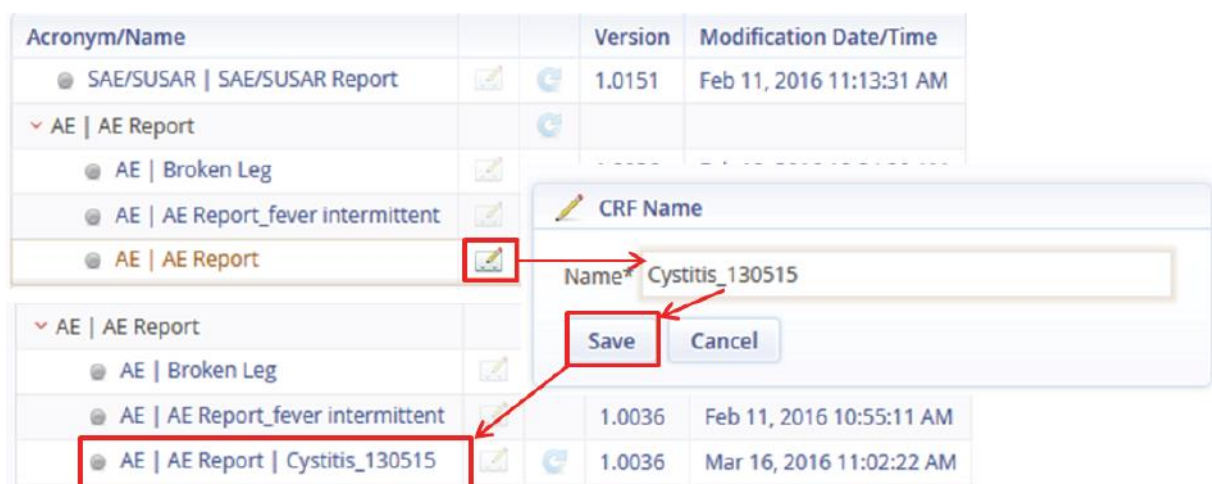 Acronym/Name Version Modification Date/Time
SAE/SUSAR | SAE/SUSAR Report 1.0151 Feb 11, 2016 11:13:31 AM
AE | AE Report
AE | Broken Leg
AE | AE Report_fever intermittent
AE | AE Report
CRF Name
Name* Cystitis_130515
Save Cancel
AE | AE Report
AE | Broken Leg
AE | AE Report_fever intermittent 1.0036 Feb 11, 2016 10:55:11 AM
AE | AE Report | Cystitis_130515 1.0036 Mar 16, 2016 11:02:22 AM